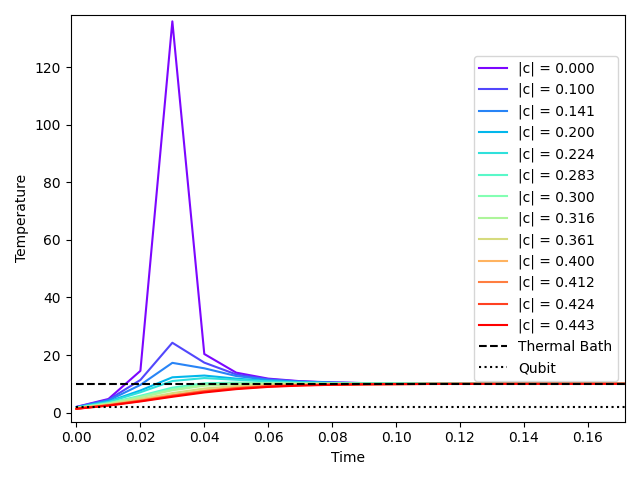 120
100
80
60
40
20
0
Temperature
0.00 0.02 0.04 0.06 0.08 0.10 0.12 0.14 0.16
Time
|c| = 0.000
|c| = 0.100
|c| = 0.141
|c| = 0.200
|c| = 0.224
|c| = 0.283
|c| = 0.300
|c| = 0.316
|c| = 0.361
|c| = 0.400
|c| = 0.412
|c| = 0.424
|c| = 0.443
Thermal Bath
Qubit